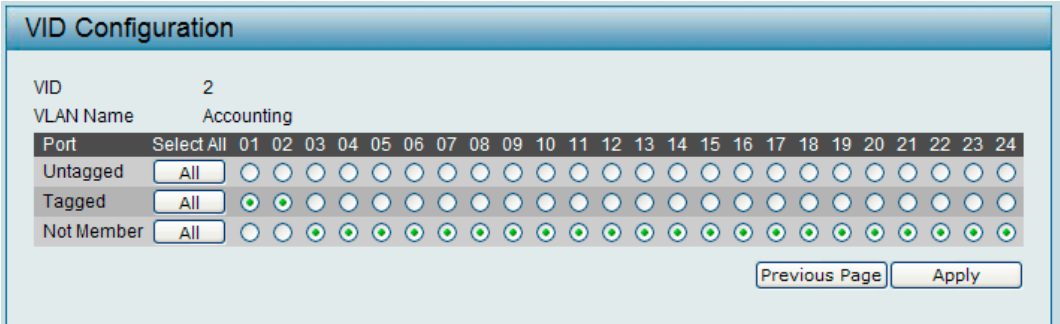 VID Configuration
VID 2
VLAN Name Accounting
Port Select All 01 02 03 04 05 06 07 08 09 10 11 12 13 14 15 16 17 18 19 20 21 22 23 24
Untagged All
Tagged All
Not Member All
Previous Page Apply